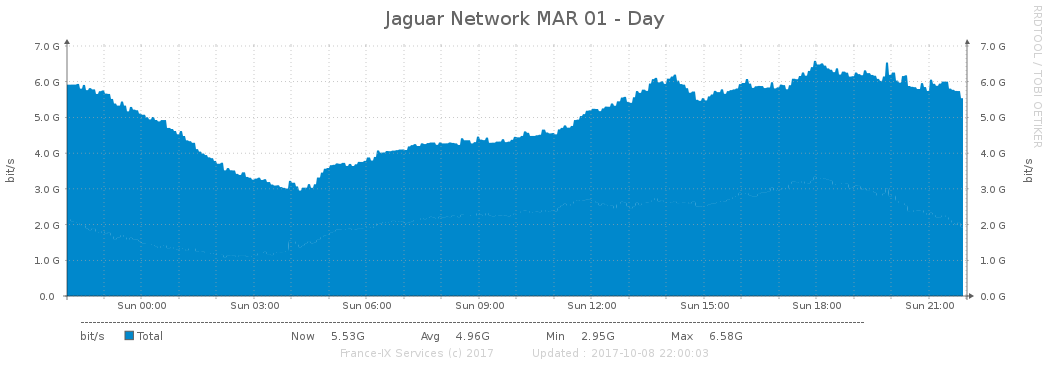 Jaguar Network MAR 01 - Day
RRDTOOL / TOBI OETIKER
7.0 G 7.0 G
6.0 G 6.0 G
5.0 G 5.0 G
4.0 G 4.0 G
3.0 G 3.0 G
2.0 G 2.0 G
1.0 G 1.0 G
0.0 0.0 G
bit/s bit/s
Sun 00:00 Sun 03:00 Sun 06:00 Sun 09:00 Sun 12:00 Sun 15:00 Sun 18:00 Sun 21:00
bit/s Total Now 5.53G Avg 4.96G Min 2.95G Max 6.58G
France-IX Services (c) 2017 Updated : 2017-10-08 22:00:03